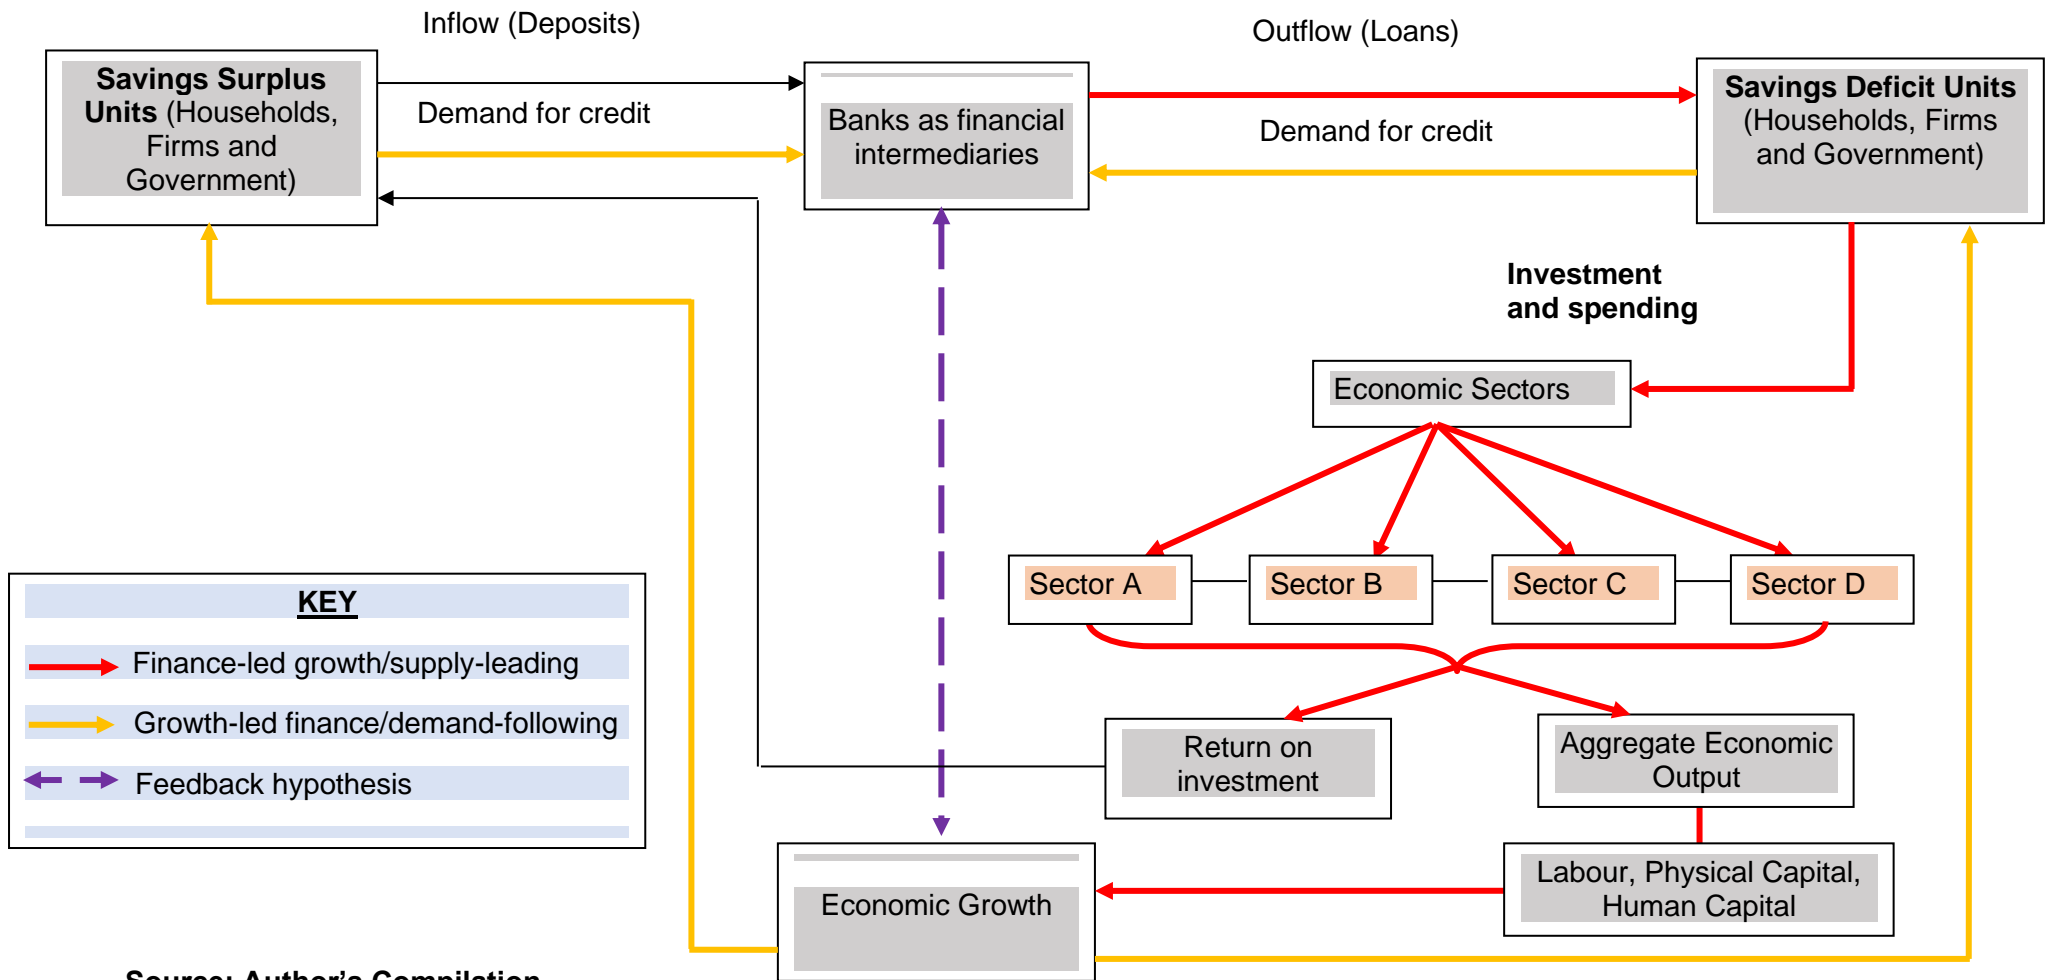 Inflow (Deposits)
Outflow (Loans)
Savings Surplus
Units (Households,
Firms and
Government)
Demand for credit
Banks as financial
intermediaries
Demand for credit
Savings Deficit Units
(Households, Firms
and Government)
Investment
and spending
Economic Sectors
Sector A
Sector B
Sector C
Sector D
KEY
Finance-led growth/supply-leading
Growth-led finance/demand-following
Feedback hypothesis
Return on
investment
Aggregate Economic
Output
Labour, Physical Capital,
Human Capital
Economic Growth
Source: Author's Compilation